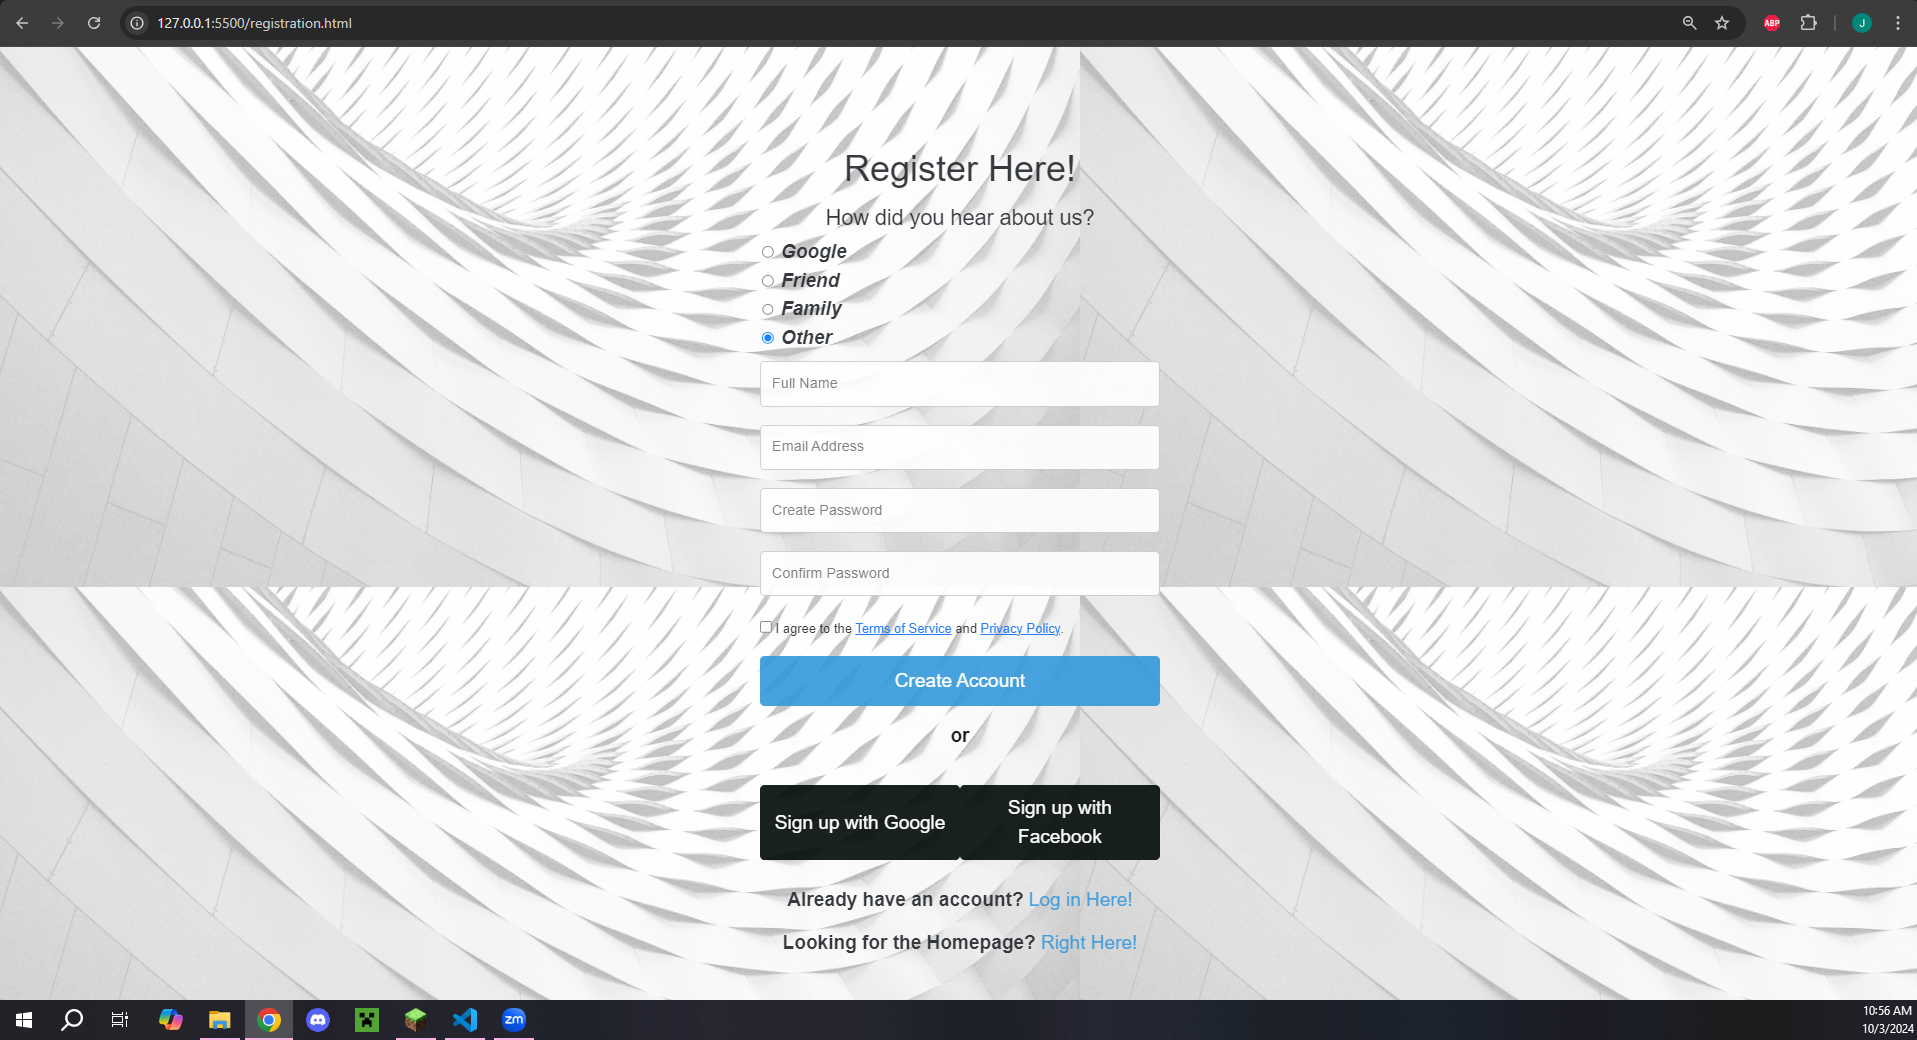 127.0.0.1:5500/registration.html
ABP
J
Register Here!
How did you hear about us?
Google
Friend
Family
Other
Full Name
Email Address
Create Password
Confirm Password
I agree to the Terms of Service and Privacy Policy.
Create Account
or
Sign up with Google
Sign up with
Facebook
Already have an account? Log in Here!
Looking for the Homepage? Right Here!
zm
10:56 AM
10/3/2024